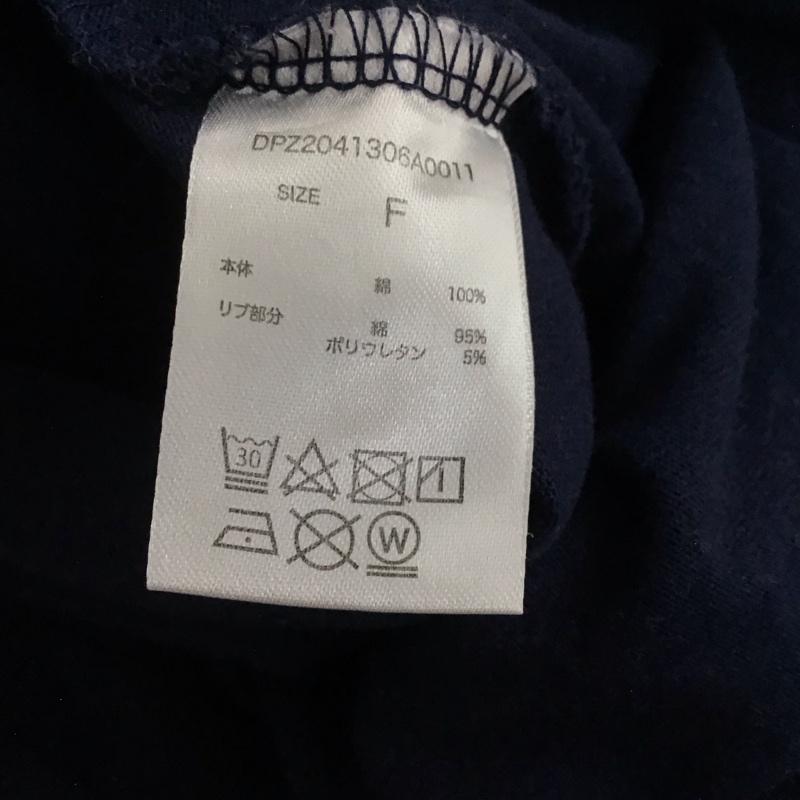 DPZ2041306A0011
SIZE F
本体 綿 100%
リブ部分 綿 95%
ポリウレタン 5%
30
W